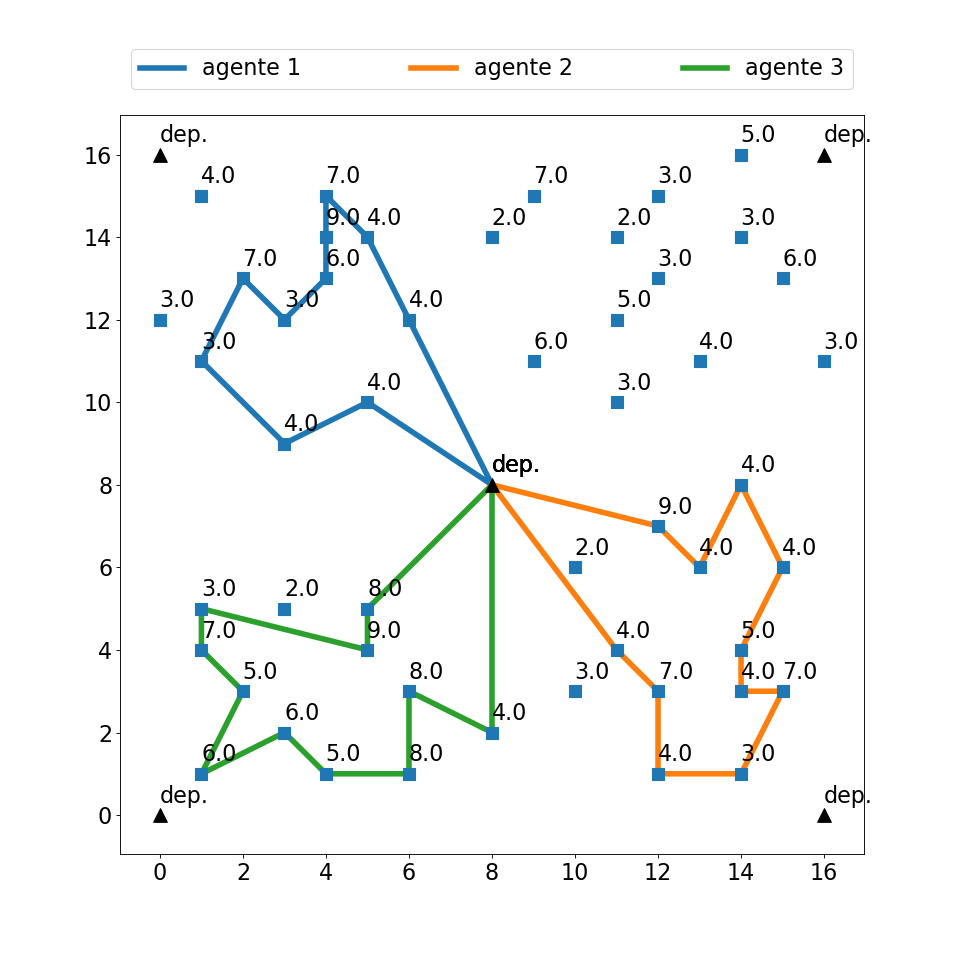 agente 1 agente 2 agente 3
5.0
dep. dep.
16
4.0 7.0 7.0 3.0
9.0 4.0 2.0 2.0 3.0
14
7.0 6.0 3.0 6.0
3.0 3.0 4.0 5.0
12
3.0 6.0 4.0 3.0
4.0 3.0
10
4.0
dep. 4.0
8
9.0
2.0 4.0 4.0
6
3.0 2.0 8.0
7.0 9.0 4.0 5.0
4
5.0 8.0 3.0 7.0 4.0 7.0
6.0 4.0
2
6.0 5.0 8.0 4.0 3.0
dep. dep.
0
0 2 4 6 8 10 12 14 16